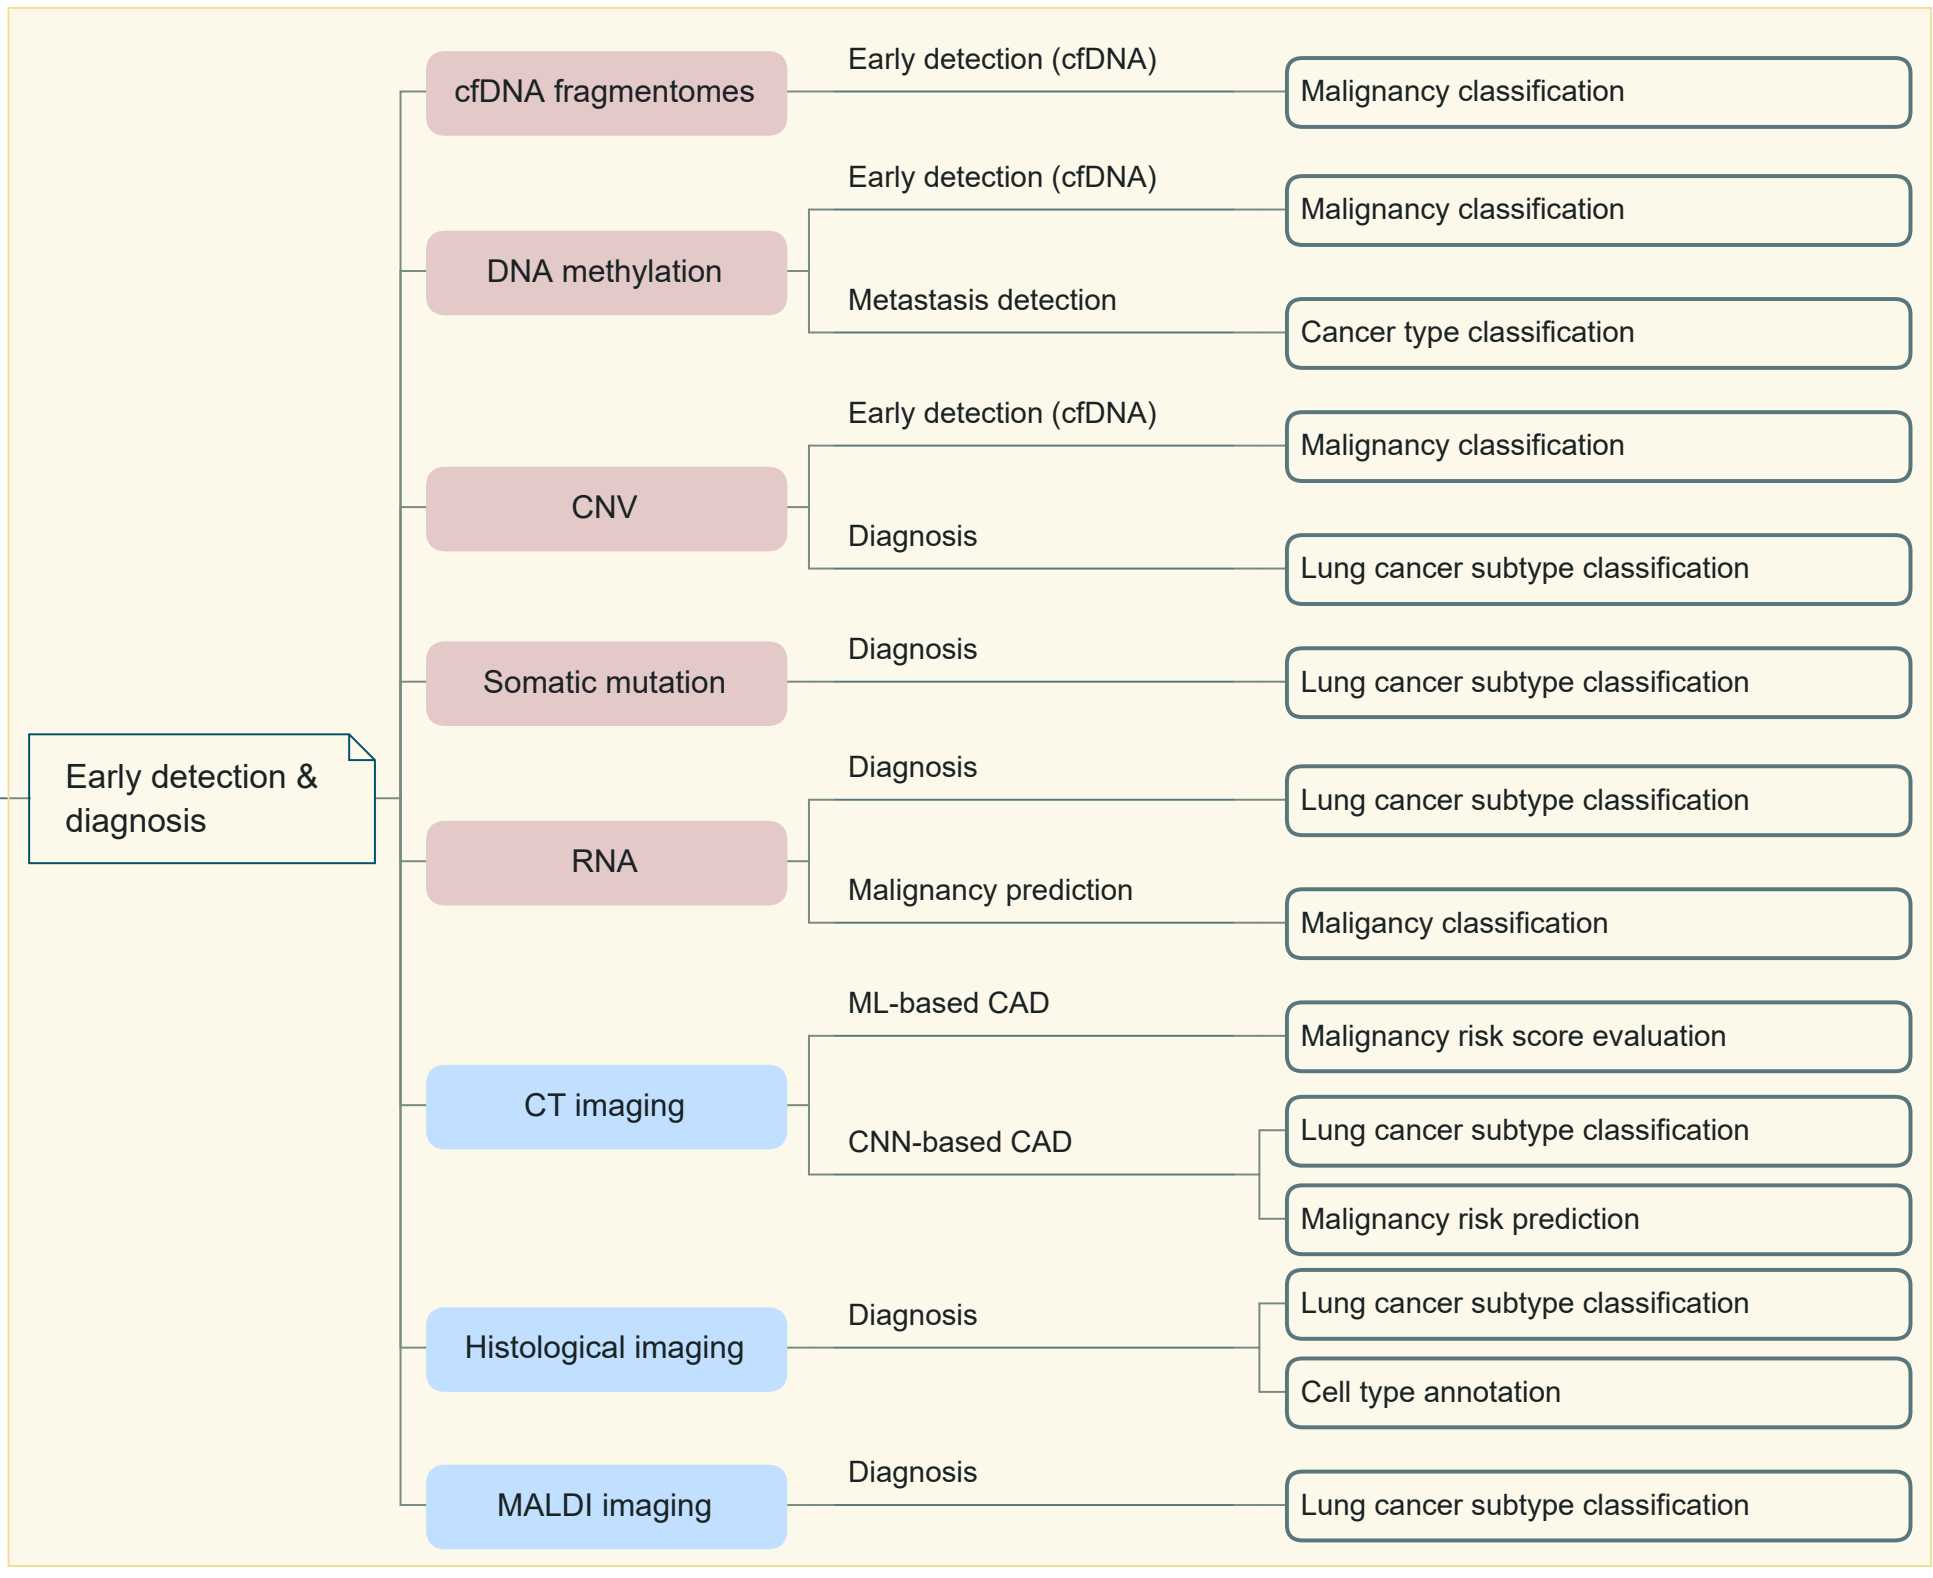 Early detection &
diagnosis
cfDNA fragmentomes
Early detection (cfDNA)
Malignancy classification
DNA methylation
Early detection (cfDNA)
Malignancy classification
Metastasis detection
Cancer type classification
CNV
Early detection (cfDNA)
Malignancy classification
Diagnosis
Lung cancer subtype classification
Somatic mutation
Diagnosis
Lung cancer subtype classification
RNA
Diagnosis
Lung cancer subtype classification
Malignancy prediction
Maligancy classification
CT imaging
ML-based CAD
Malignancy risk score evaluation
CNN-based CAD
Lung cancer subtype classification
Malignancy risk prediction
Histological imaging
Diagnosis
Lung cancer subtype classification
Cell type annotation
MALDI imaging
Diagnosis
Lung cancer subtype classification